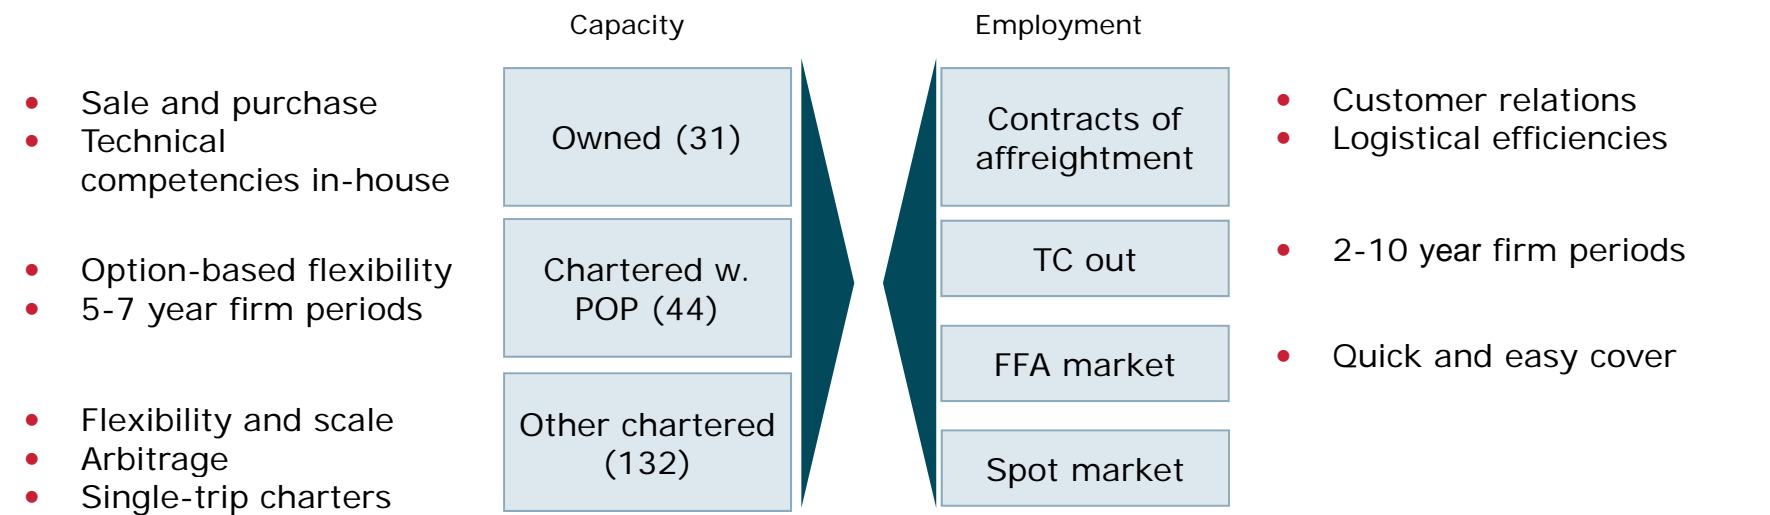 Capacity
Employment
• Sale and purchase
• Technical
competencies in-house
Owned (31)
Contracts of
affreightment
• Customer relations
• Logistical efficiencies
• Option-based flexibility
• 5-7 year firm periods
Chartered w.
POP (44)
TC out
• 2-10 year firm periods
FFA market
• Quick and easy cover
• Flexibility and scale
• Arbitrage
• Single-trip charters
Other chartered
(132)
Spot market